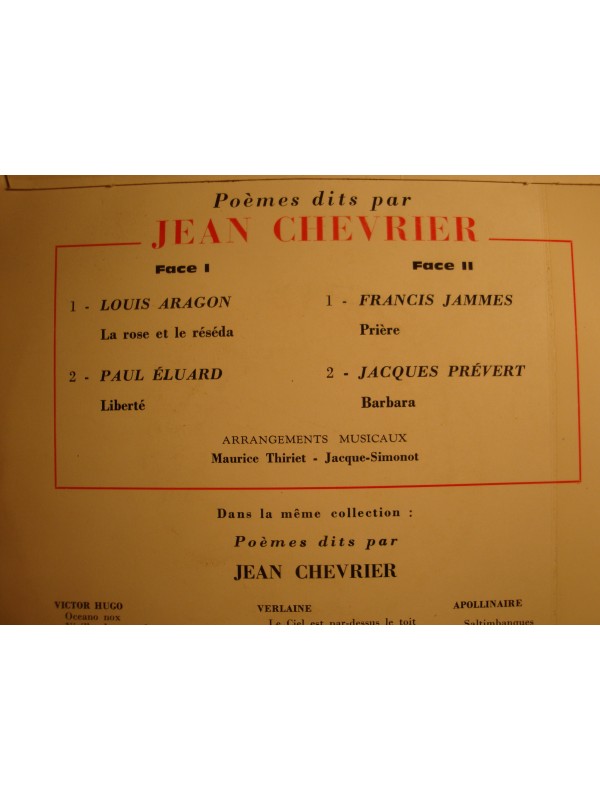 Poèmes dits par
JEAN CHEVRIER
Face I
1 - LOUIS ARAGON
La rose et le réséda
2 - PAUL ÉLUARD
Liberté
Face II
1 - FRANCIS JAMMES
Prière
2 - JACQUES PRÉVERT
Barbara
ARRANGEMENTS MUSICAUX
Maurice Thiriet - Jacque-Simonot
Dans la même collection :
Poèmes dits par
JEAN CHEVRIER
VICTOR HUGO
Oceano nox
VERLAINE
Le Ciel est par-dessus le toit
APOLLINAIRE
Saltimbanques